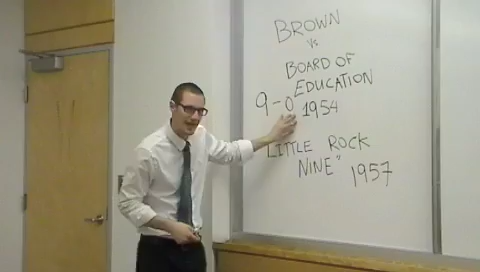 BROWN
Vs
BOARD OF
EDUCATION
9-0 1954
LITTLE ROCK
NINE"
1957